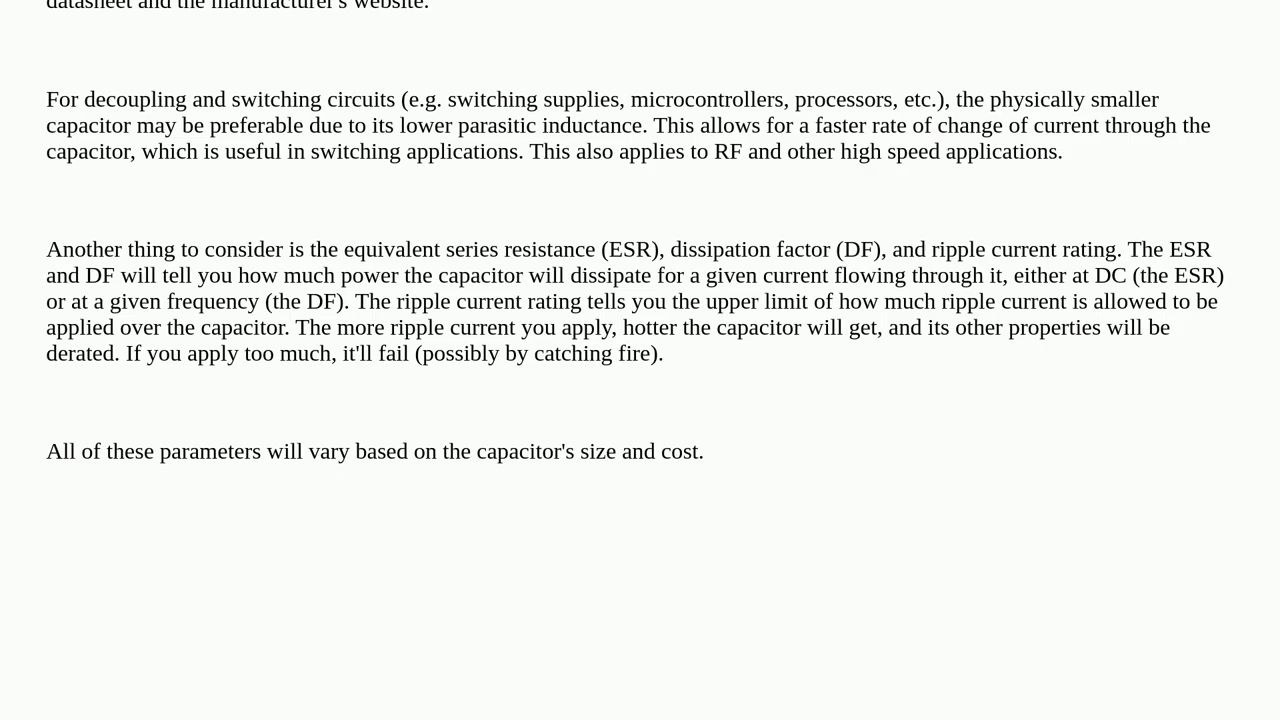 datasheet and the manufacturer's website.
For decoupling and switching circuits (e.g. switching supplies, microcontrollers, processors, etc.), the physically smaller
capacitor may be preferable due to its lower parasitic inductance. This allows for a faster rate of change of current through the
capacitor, which is useful in switching applications. This also applies to RF and other high speed applications.
Another thing to consider is the equivalent series resistance (ESR), dissipation factor (DF), and ripple current rating. The ESR
and DF will tell you how much power the capacitor will dissipate for a given current flowing through it, either at DC (the ESR)
or at a given frequency (the DF). The ripple current rating tells you the upper limit of how much ripple current is allowed to be
applied over the capacitor. The more ripple current you apply, hotter the capacitor will get, and its other properties will be
derated. If you apply too much, it'll fail (possibly by catching fire).
All of these parameters will vary based on the capacitor's size and cost.